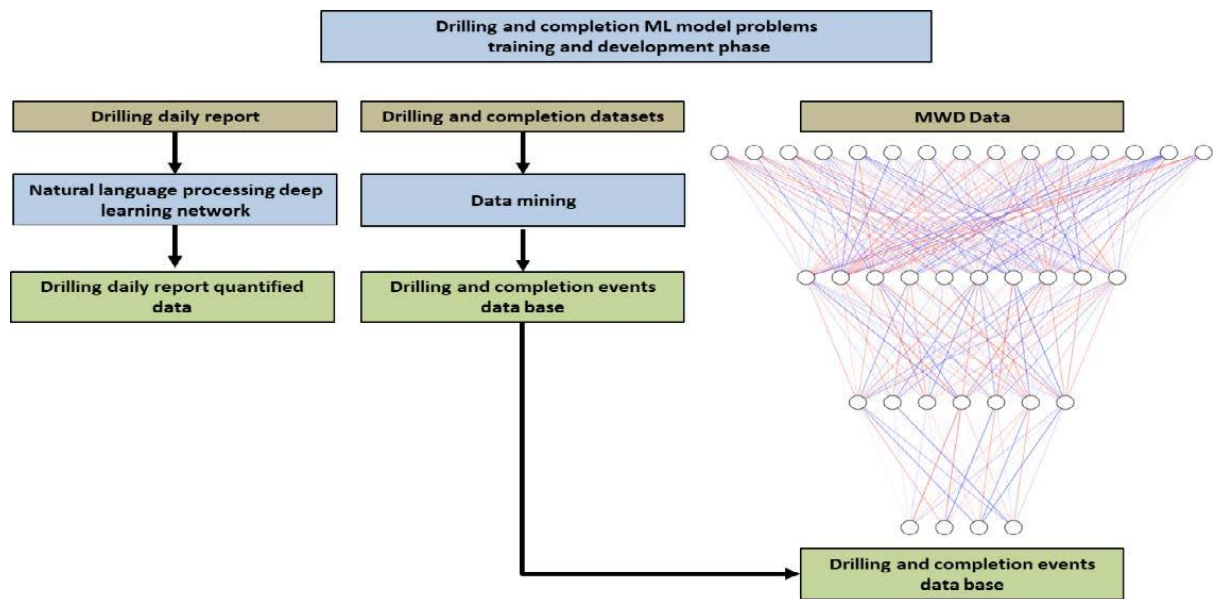 Drilling and completion ML model problems
training and development phase
Drilling daily report
Natural language processing deep
learning network
Drilling daily report quantified
data
Drilling and completion datasets
Data mining
Drilling and completion events
data base
MWD Data
Drilling and completion events
data base